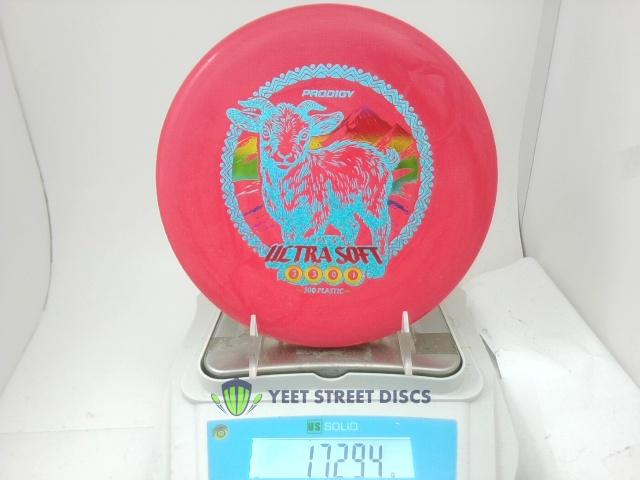 PRODIGY
ULTRA SOFT
3 3 0 1
300 PLASTIC
YEET STREET DISCS
US SOLID
172.94 g